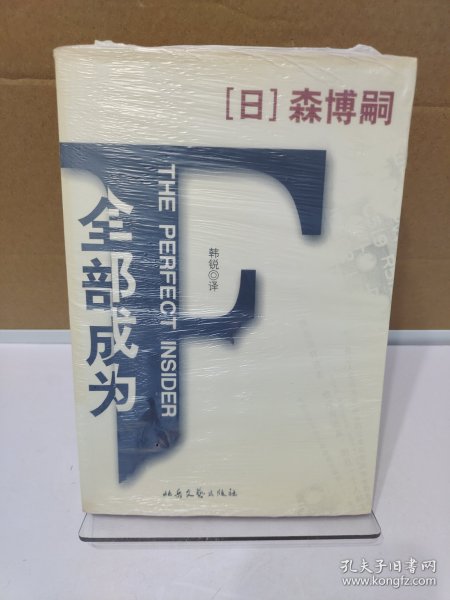 [日]森博嗣
全部成为
F
THE PERFECT INSIDER
韩锐◎译
北岳文艺出版社
孔夫子旧书网
www.kongfz.com